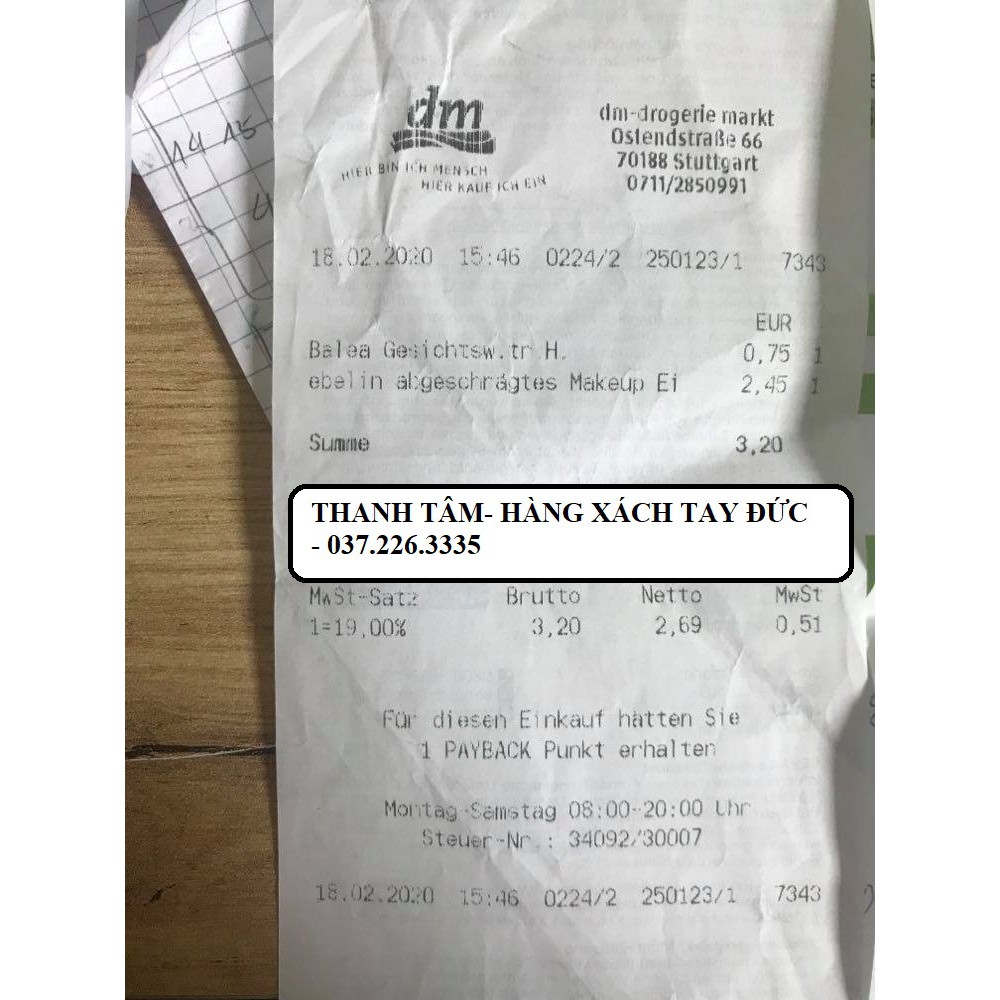 14 15
dm
HIER BIN ICH MENSCH
HIER KAUF ICH EIN
dm-drogerie markt
Ostendstraße 66
70188 Stuttgart
0711/2850991
18.02.2020 15:46 0224/2 250123/1 7343
EUR
Balea Gesichtsw.tr H. 0,75 1
ebelin abgeschrägtes Makeup Ei 2,45 1
Summe 3,20
THANH TÂM- HÀNG XÁCH TAY ĐỨC
- 037.226.3335
MwSt-Satz Brutto Netto MwSt
1=19,00% 3,20 2,69 0,51
Für diesen Einkauf hätten Sie
1 PAYBACK Punkt erhalten
Montag-Samstag 08:00-20:00 Uhr
Steuer-Nr.: 34092/30007
18.02.2020 15:46 0224/2 250123/1 7343